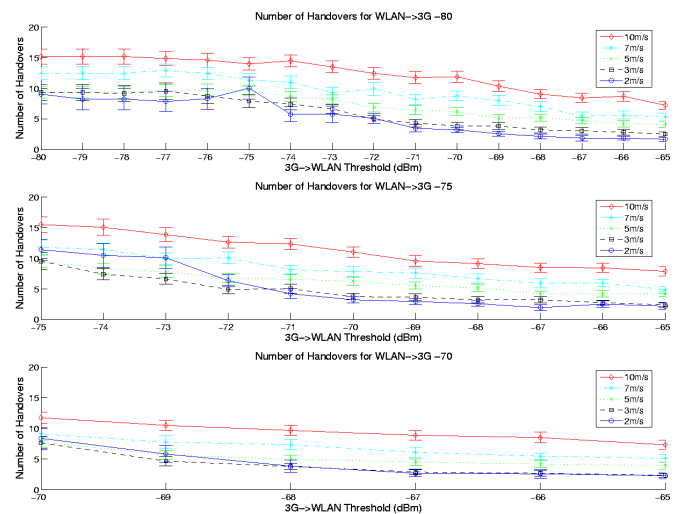 Number of Handovers for WLAN->3G -80
Number of Handovers
20
15
10
5
0
10m/s
7m/s
5m/s
3m/s
2m/s
-80 -79 -78 -77 -76 -75 -74 -73 -72 -71 -70 -69 -68 -67 -66 -65
3G->WLAN Threshold (dBm)
Number of Handovers for WLAN->3G -75
Number of Handovers
20
15
10
5
0
10m/s
7m/s
5m/s
3m/s
2m/s
-75 -74 -73 -72 -71 -70 -69 -68 -67 -66 -65
3G->WLAN Threshold (dBm)
Number of Handovers for WLAN->3G -70
Number of Handovers
20
15
10
5
0
10m/s
7m/s
5m/s
3m/s
2m/s
-70 -69 -68 -67 -66 -65
3G->WLAN Threshold (dBm)